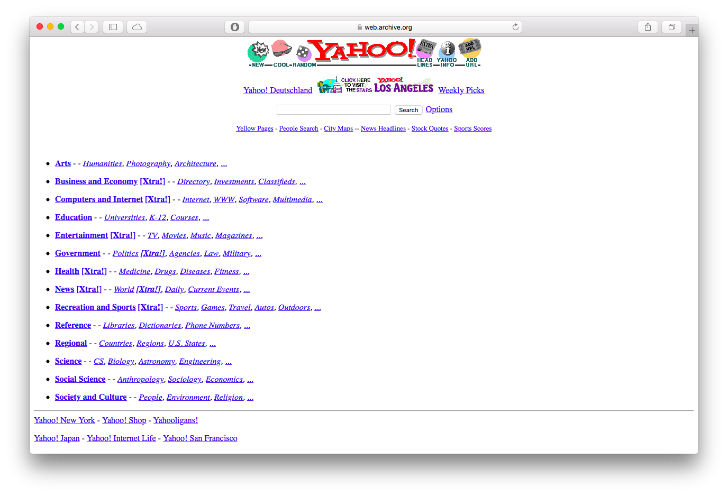 web.archive.org
YAHOO!
NEW COOL RANDOM HEAD LINES YAHOO INFO ADD URL
Yahoo! Deutschland CLICK HERE TO VISIT THE STARS YAHOO! LOS ANGELES Weekly Picks
Search Options
Yellow Pages - People Search - City Maps -- News Headlines - Stock Quotes - Sports Scores
Arts - - Humanities, Photography, Architecture, ...
Business and Economy [Xtra!] - - Directory, Investments, Classifieds, ...
Computers and Internet [Xtra!] - - Internet, WWW, Software, Multimedia, ...
Education - - Universities, K-12, Courses, ...
Entertainment [Xtra!] - - TV, Movies, Music, Magazines, ...
Government - - Politics [Xtra!], Agencies, Law, Military, ...
Health [Xtra!] - - Medicine, Drugs, Diseases, Fitness, ...
News [Xtra!] - - World [Xtra!], Daily, Current Events, ...
Recreation and Sports [Xtra!] - - Sports, Games, Travel, Autos, Outdoors, ...
Reference - - Libraries, Dictionaries, Phone Numbers, ...
Regional - - Countries, Regions, U.S. States, ...
Science - - CS, Biology, Astronomy, Engineering, ...
Social Science - - Anthropology, Sociology, Economics, ...
Society and Culture - - People, Environment, Religion, ...
Yahoo! New York - Yahoo! Shop - Yahooligans!
Yahoo! Japan - Yahoo! Internet Life - Yahoo! San Francisco